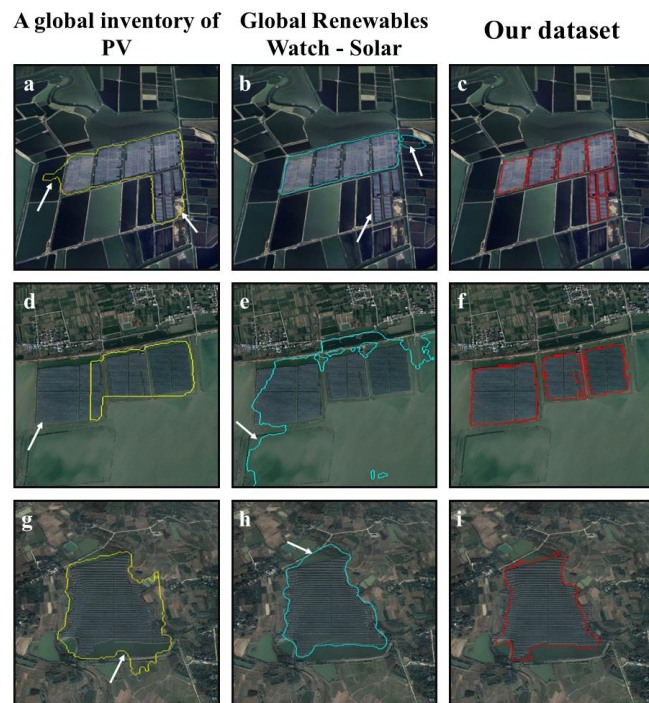 A global inventory of
PV
Global Renewables
Watch - Solar
Our dataset
a
b
c
d
e
f
g
h
i